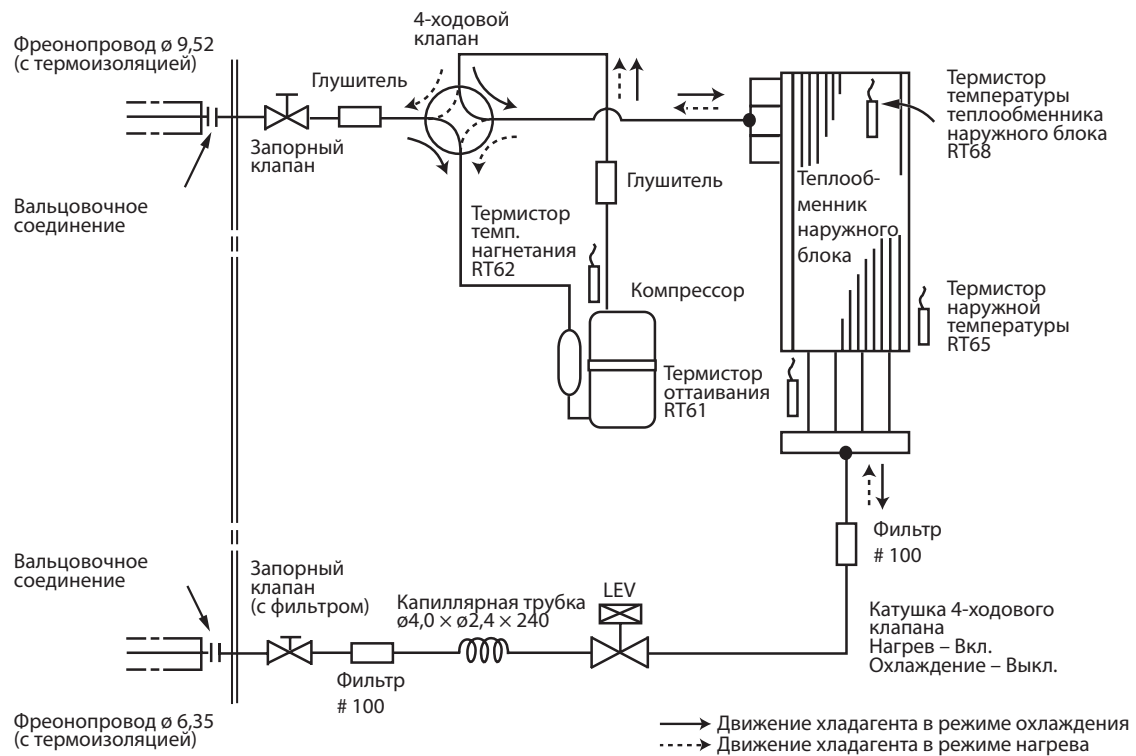 4-ходовой
клапан
Фреонопровод ø 9,52
(с термоизоляцией)
Глушитель
Запорный
клапан
Вальцовочное
соединение
Термистор
температуры
теплообменника
наружного блока
RT68
Глушитель
Теплооб-
менник
наружного
блока
Термистор
темп.
нагнетания
RT62
Компрессор
Термистор
наружной
температуры
RT65
Термистор
оттаивания
RT61
Вальцовочное
соединение
Запорный
клапан
(с фильтром)
Капиллярная трубка
ø4,0 × ø2,4 × 240
LEV
Фильтр
# 100
Фильтр
# 100
Катушка 4-ходового
клапана
Нагрев – Вкл.
Охлаждение – Выкл.
Фреонопровод ø 6,35
(с термоизоляцией)
Движение хладагента в режиме охлаждения
Движение хладагента в режиме нагрева